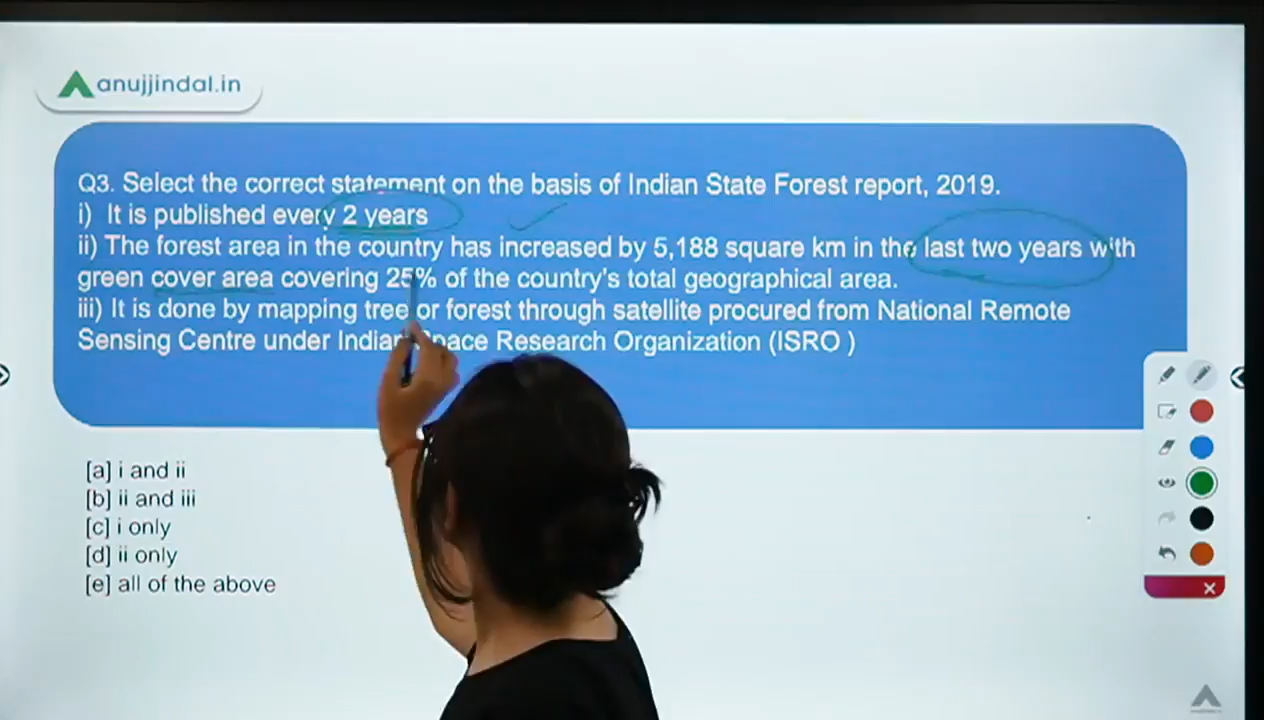 anujjindal.in
Q3. Select the correct statement on the basis of Indian State Forest report, 2019.
i) It is published every 2 years
ii) The forest area in the country has increased by 5,188 square km in the last two years with
green cover area covering 25% of the country's total geographical area.
iii) It is done by mapping tree or forest through satellite procured from National Remote
Sensing Centre under Indian Space Research Organization (ISRO )
[a] i and ii
[b] ii and iii
[c] i only
[d] ii only
[e] all of the above